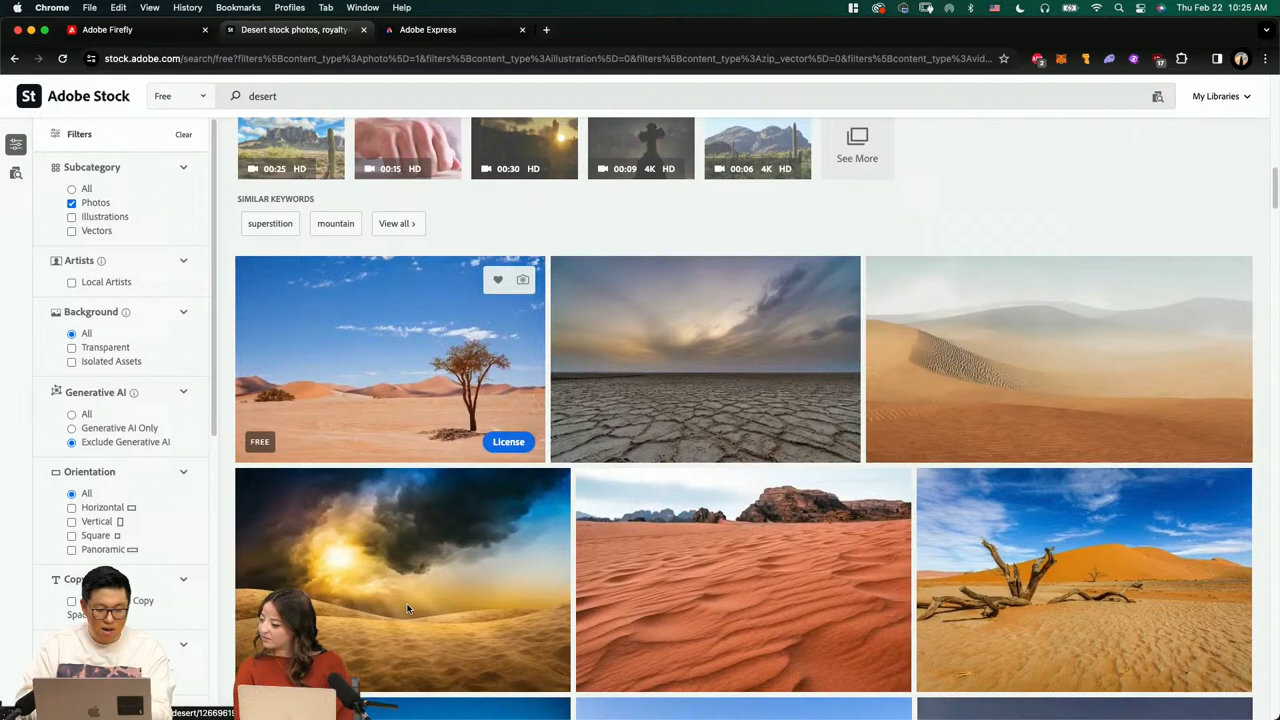 Chrome File Edit View History Bookmarks Profiles Tab Window Help Thu Feb 22 10:25 AM
Adobe Firefly Desert stock photos, royalty- Adobe Express
stock.adobe.com/search/free?filters%5Bcontent_type%3Aphoto%5D=1&filters%5Bcontent_type%3Aillustration%5D=0&filters%5Bcontent_type%3Azip_vector%5D=0&filters%5Bcontent_type%3Avid...
2 17
St Adobe Stock Free desert My Libraries
Filters Clear
Subcategory
All
Photos
Illustrations
Vectors
Artists
Local Artists
Background
All
Transparent
Isolated Assets
Generative AI
All
Generative AI Only
Exclude Generative AI
Orientation
All
Horizontal
Vertical
Square
Panoramic
Copy
00:25 HD 00:15 HD 00:30 HD 00:09 4K HD 00:06 4K HD See More
SIMILAR KEYWORDS
superstition mountain View all ›
FREE License